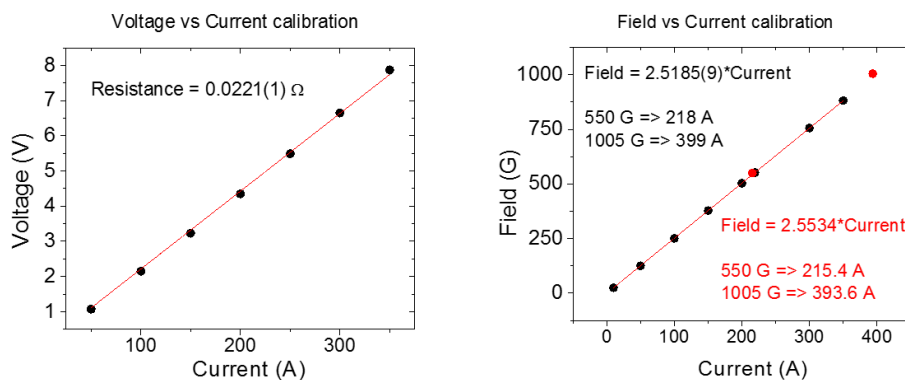 Voltage vs Current calibration
8
7
6
5
4
3
2
1
Voltage (V)
Resistance = 0.0221(1) Ω
100
200
300
Current (A)
Field vs Current calibration
1000
750
500
250
0
Field (G)
Field = 2.5185(9)*Current
550 G => 218 A
1005 G => 399 A
Field = 2.5534*Current
550 G => 215.4 A
1005 G => 393.6 A
0
100
200
300
400
Current (A)